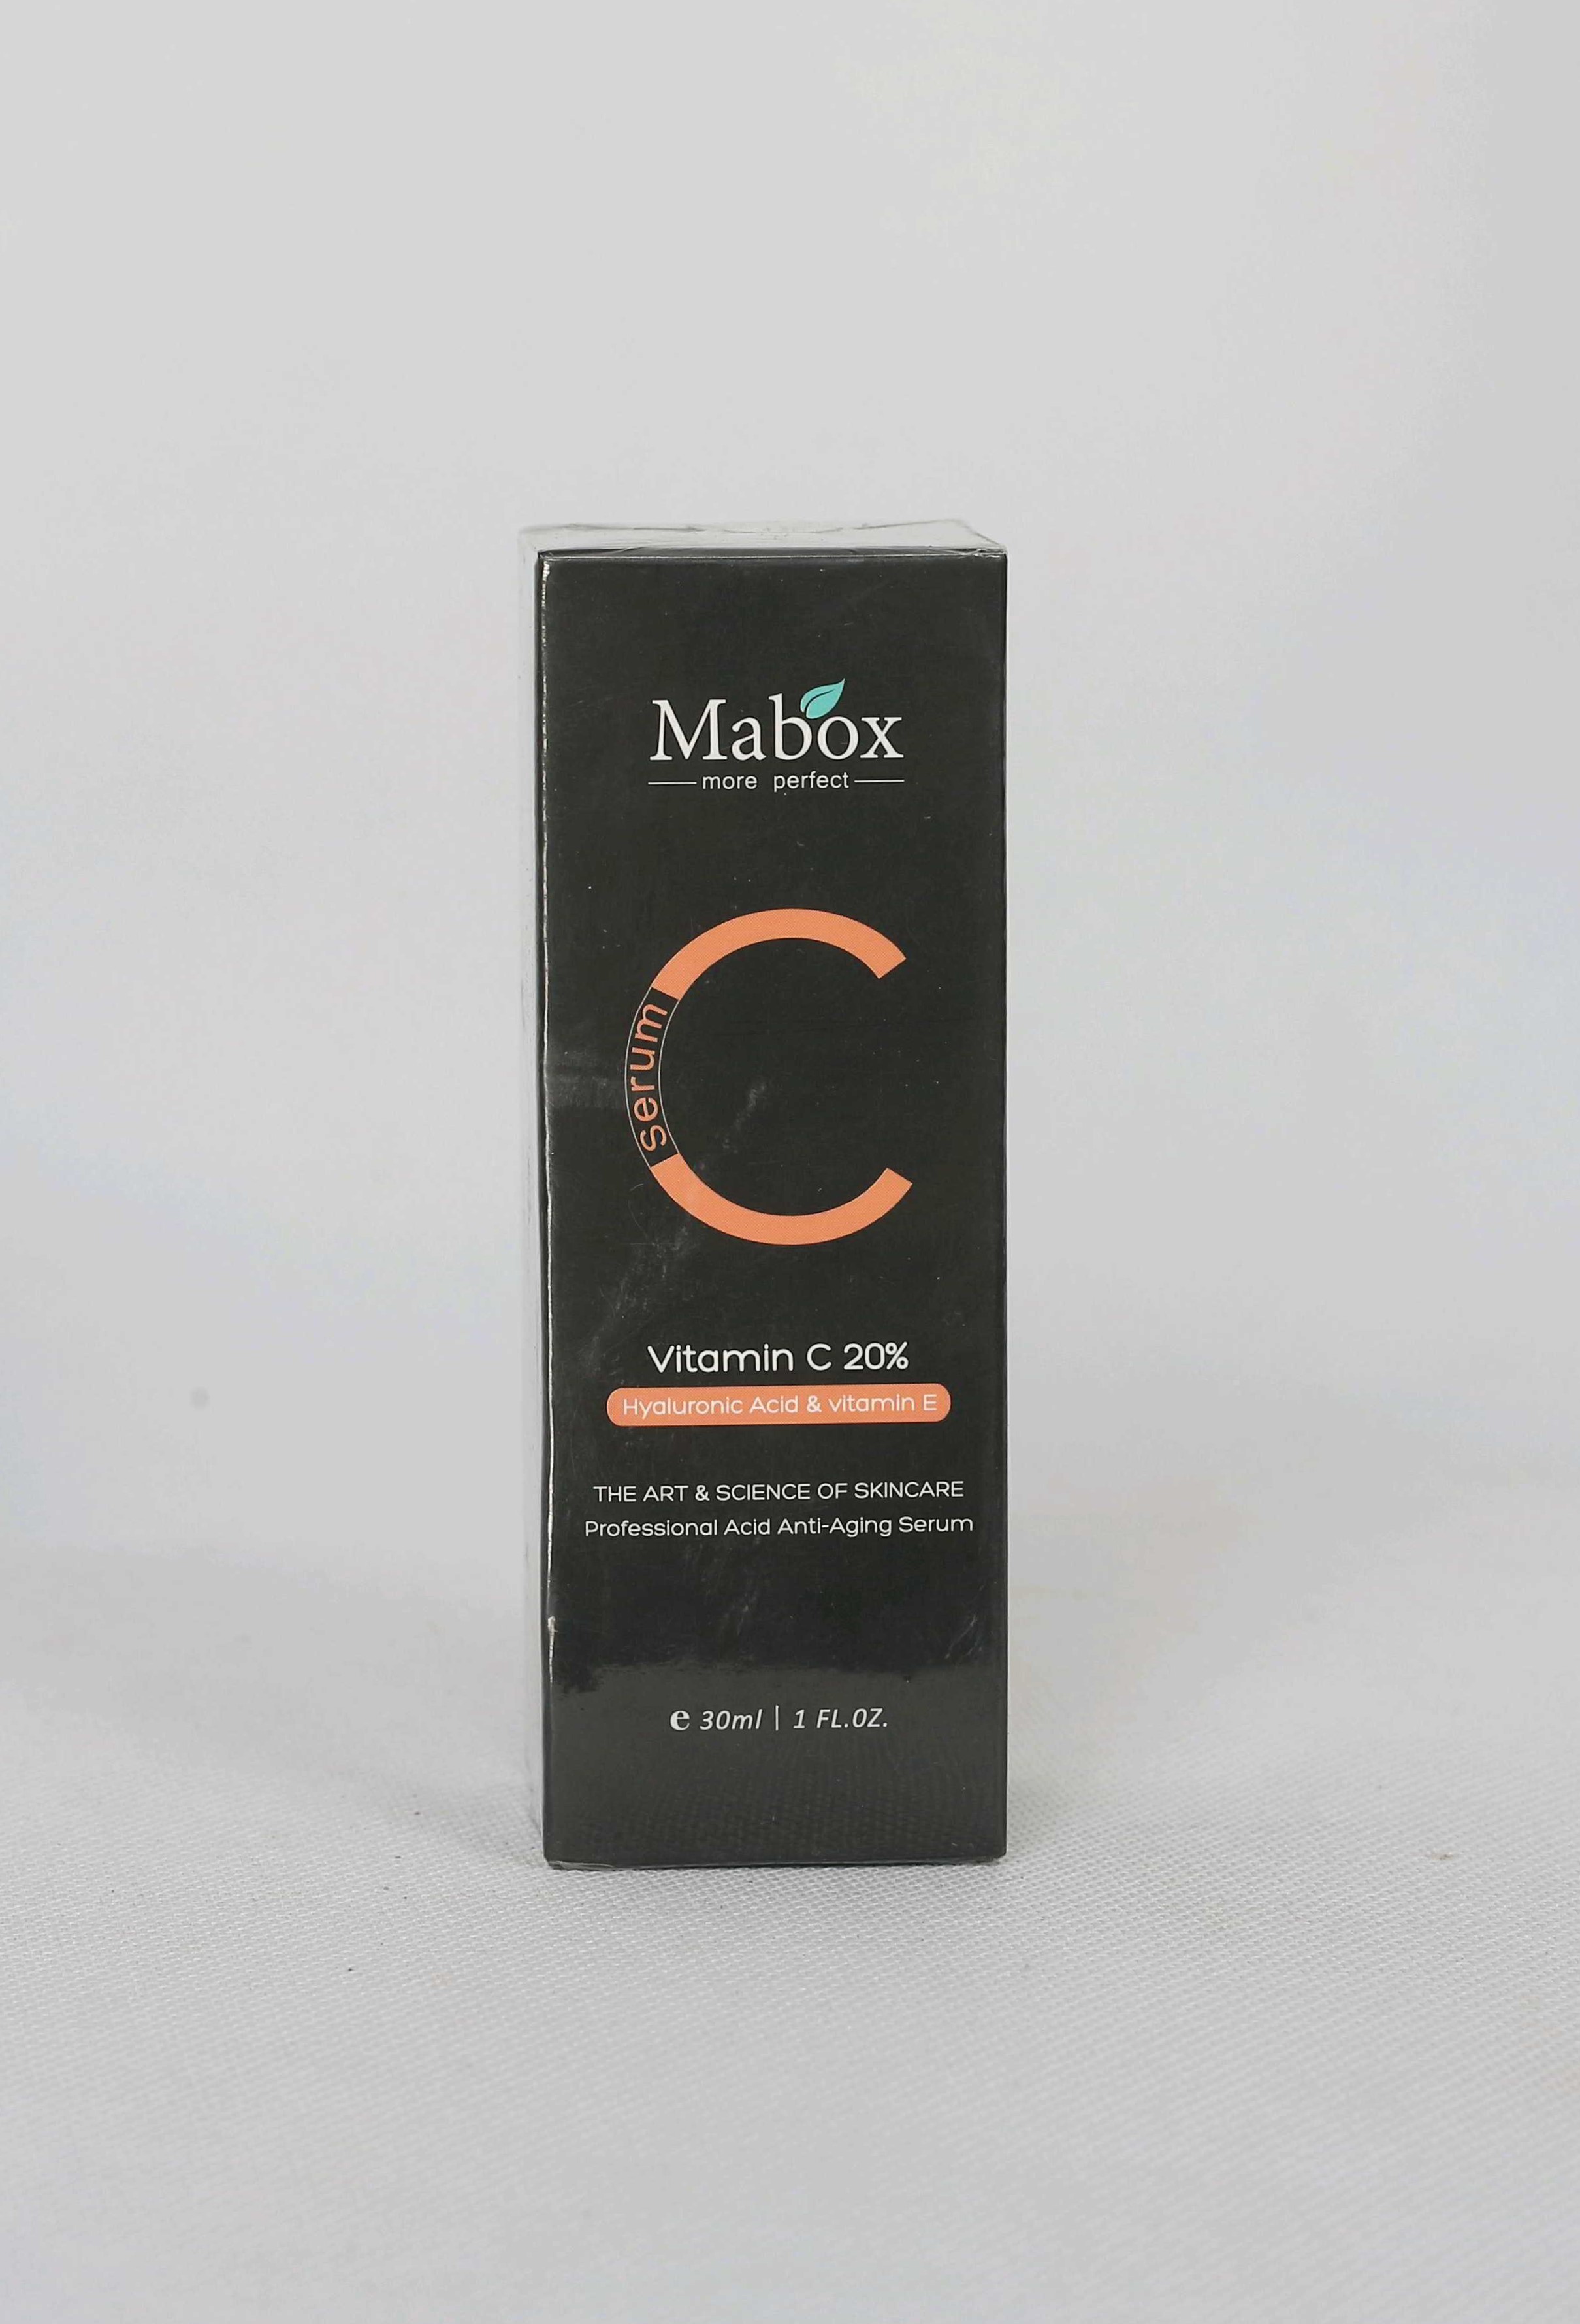 Mabox
more perfect
serum
C
Vitamin C 20%
Hyaluronic Acid & vitamin E
THE ART & SCIENCE OF SKINCARE
Professional Acid Anti-Aging Serum
℮ 30ml | 1 FL.OZ.